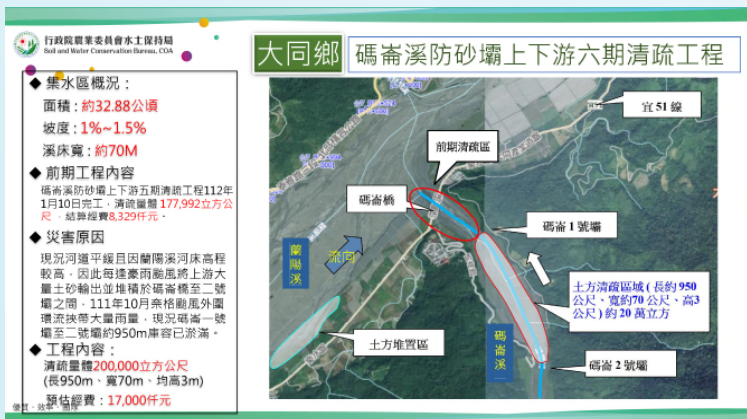 行政院農業委員會水土保持局
Soil and Water Conservation Bureau, COA
大同鄉
碼崙溪防砂壩上下游六期清疏工程
◆ 集水區概況：
面積：約32.88公頃
坡度：1%~1.5%
溪床寬：約70M
◆ 前期工程內容
碼崙溪防砂壩上下游五期清疏工程112年
1月10日完工，清疏量體 177,992立方公
尺 ，結算經費8,329仟元。
◆ 災害原因
現況河道平緩且因蘭陽溪河床高程
較高，因此每逢豪雨颱風將上游大
量土砂輸出並堆積於碼崙橋至二號
壩之間，111年10月奈格颱風外圍
環流挾帶大量雨量，現況碼崙一號
壩至二號壩約950m庫容已淤滿。
◆ 工程內容：
清疏量體200,000立方公尺
(長950m、寬70m、均高3m)
預估經費：17,000仟元
優質、效率、團隊
宜 51 線
前期清疏區
碼崙橋
碼崙 1 號壩
蘭陽溪
流向
土方清疏區域 ( 長約 950
公尺、寬約70 公尺、高3
公尺 ) 約 20 萬立方
土方堆置區
碼崙溪
碼崙 2 號壩